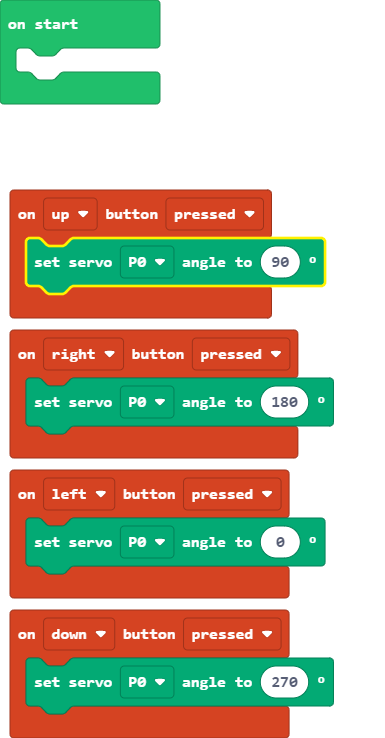 on start
on up button pressed
set servo P0 angle to 90 °
on right button pressed
set servo P0 angle to 180 °
on left button pressed
set servo P0 angle to 0 °
on down button pressed
set servo P0 angle to 270 °